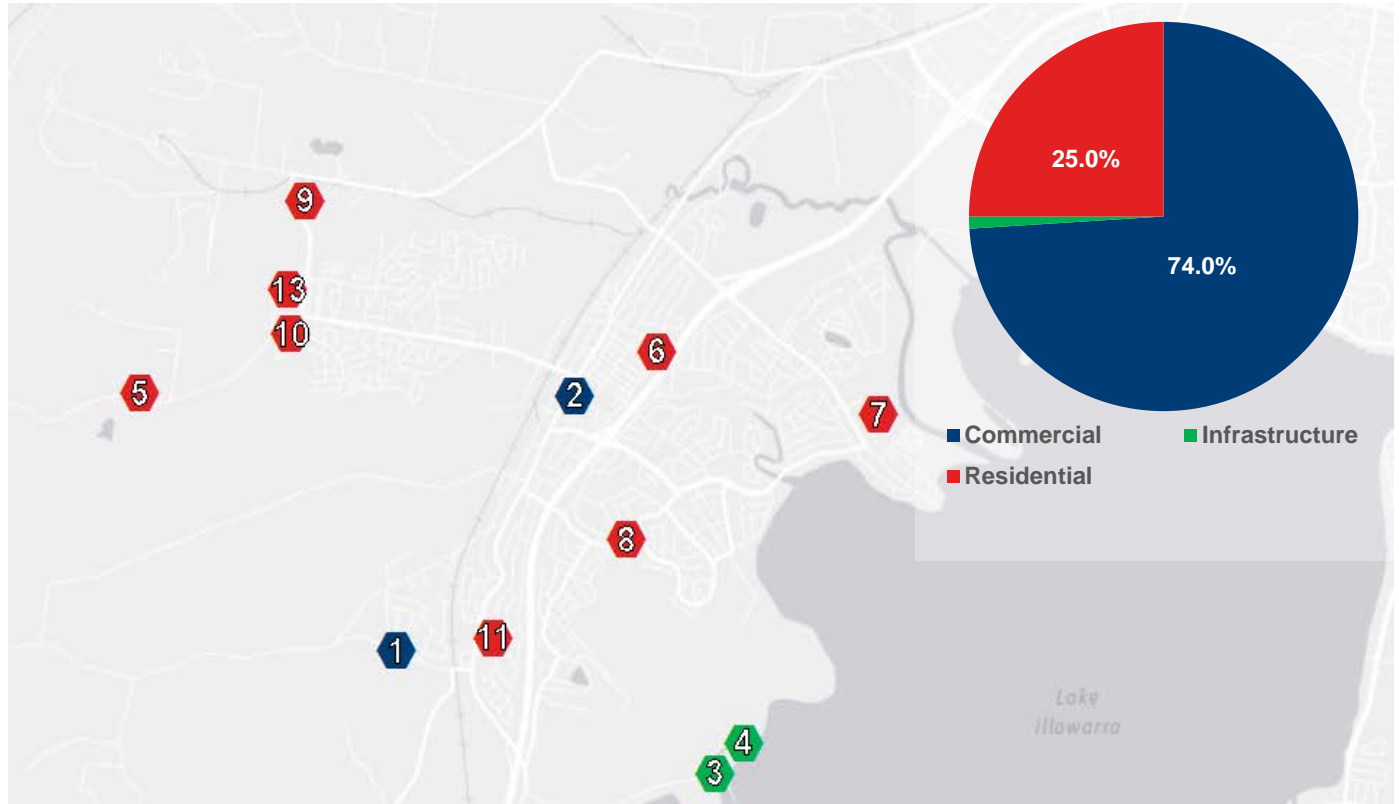 25.0%
9
74.0%
13
10
6
5
2
7
Commercial
Infrastructure
Residential
8
11
1
Lake
Illawarra
4
3